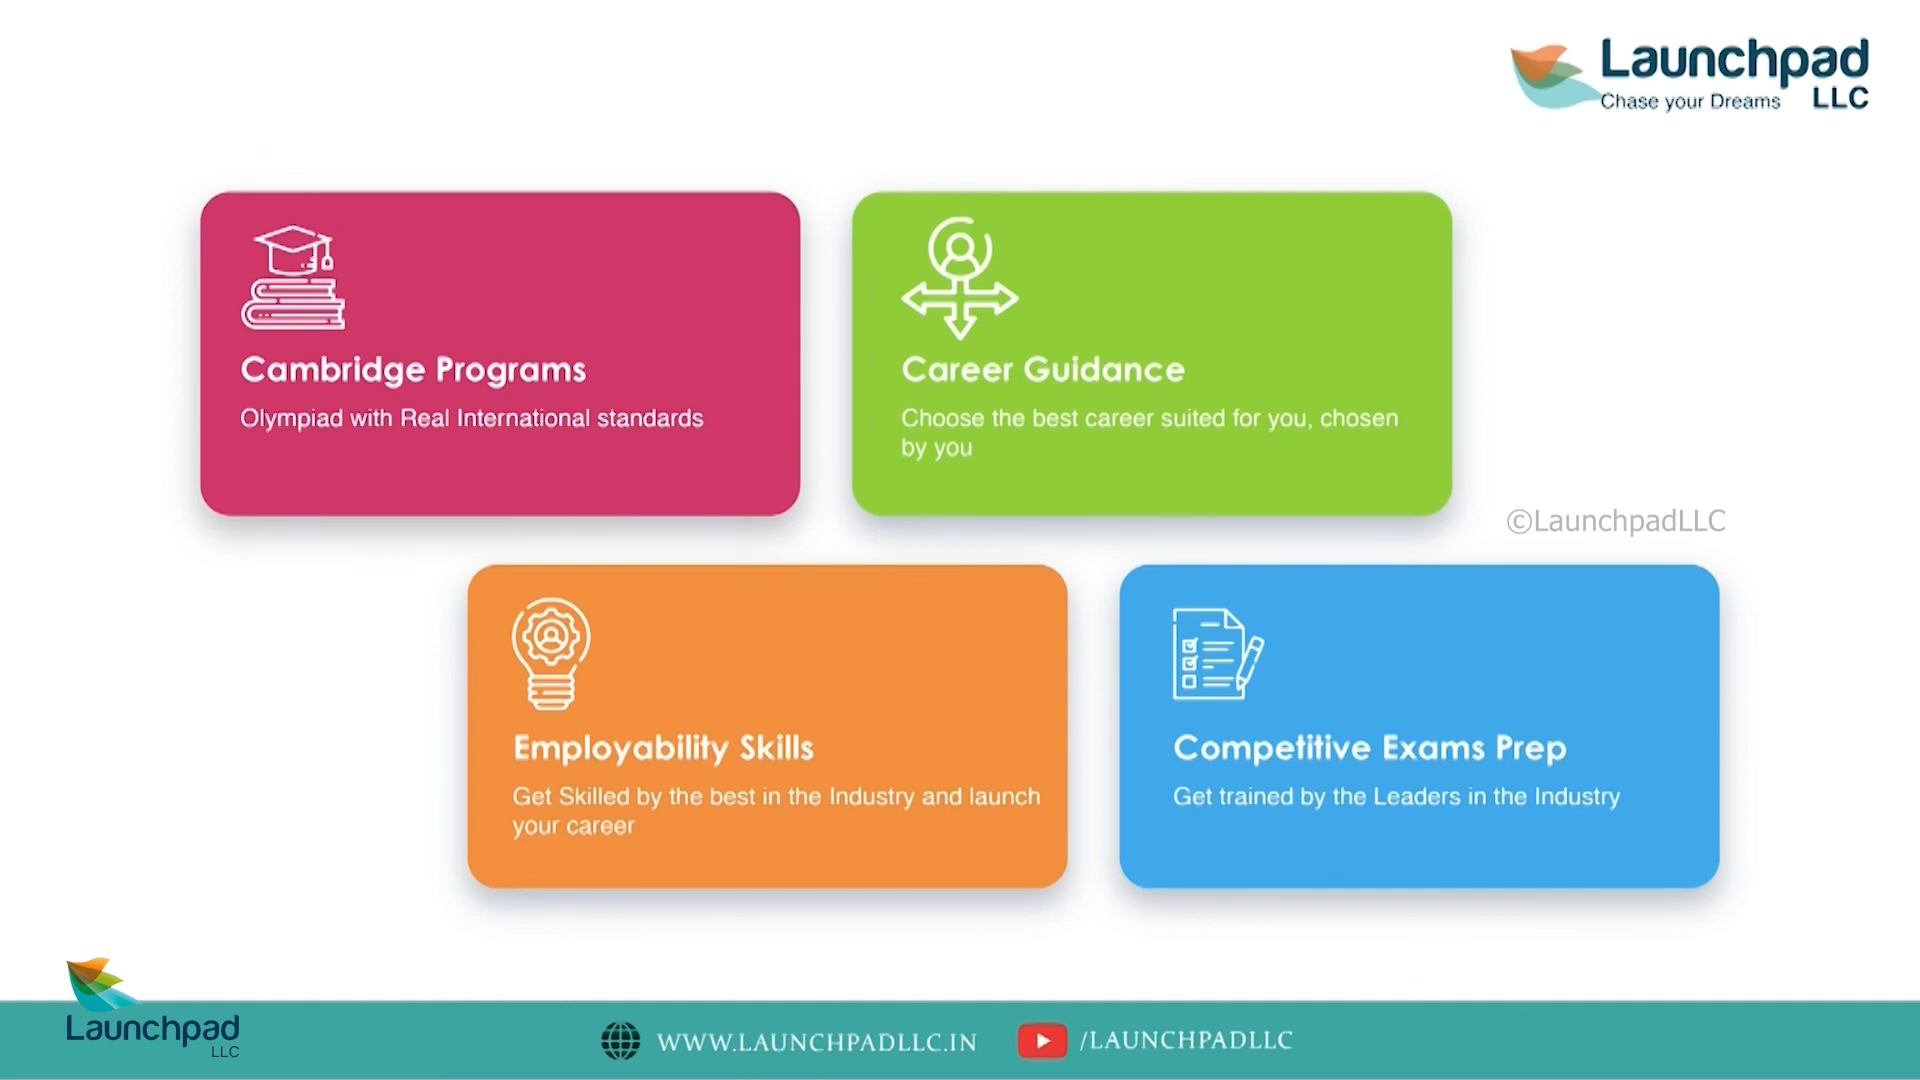 Launchpad
Chase your Dreams LLC
Cambridge Programs
Olympiad with Real International standards
Career Guidance
Choose the best career suited for you, chosen
by you
©LaunchpadLLC
Employability Skills
Get Skilled by the best in the Industry and launch
your career
Competitive Exams Prep
Get trained by the Leaders in the Industry
Launchpad
LLC
WWW.LAUNCHPADLLC.IN
/LAUNCHPADLLC